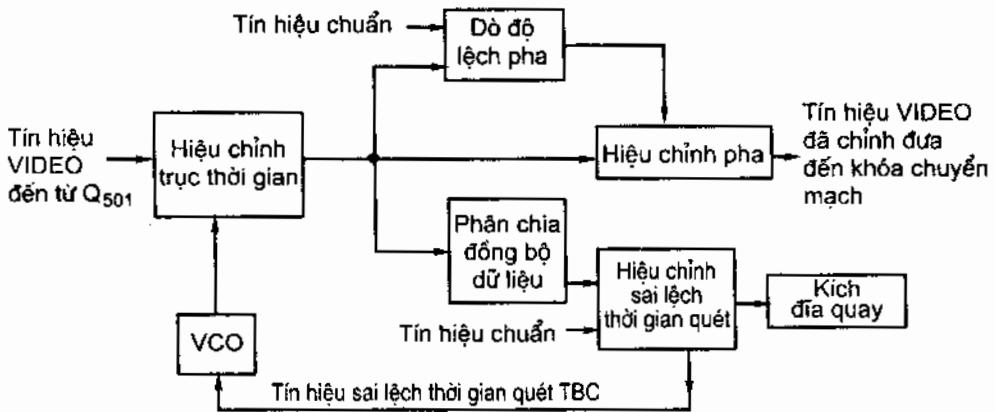 Tín hiệu chuẩn
Dò độ
lệch pha
Tín hiệu
VIDEO
đến từ Q501
Hiệu chỉnh
trục thời gian
Hiệu chỉnh pha
Tín hiệu VIDEO
đã chỉnh đưa
đến khóa chuyển
mạch
Phân chia
đồng bộ
dữ liệu
Hiệu chỉnh
sai lệch
thời gian quét
Kích
đĩa quay
Tín hiệu chuẩn
VCO
Tín hiệu sai lệch thời gian quét TBC